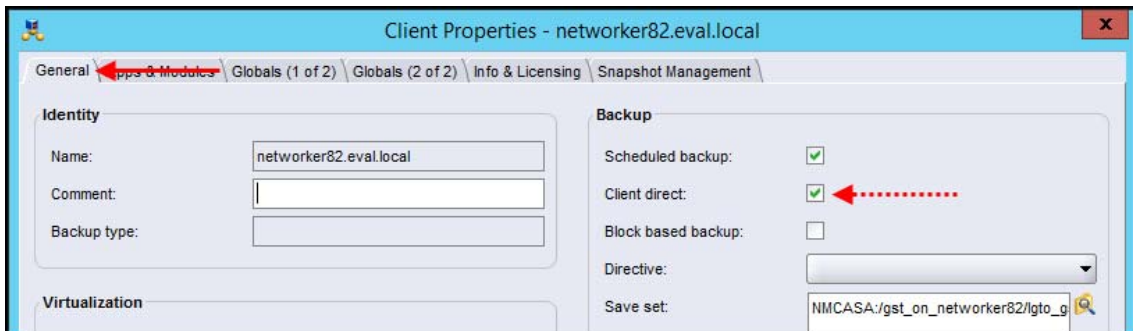 Client Properties - networker82.eval.local
x
General Apps & Modules Globals (1 of 2) Globals (2 of 2) Info & Licensing Snapshot Management
Identity
Name: networker82.eval.local
Comment:
Backup type:
Virtualization
Backup
Scheduled backup:
Client direct:
Block based backup:
Directive:
Save set: NMCASA:/gst_on_networker82/lgto_g